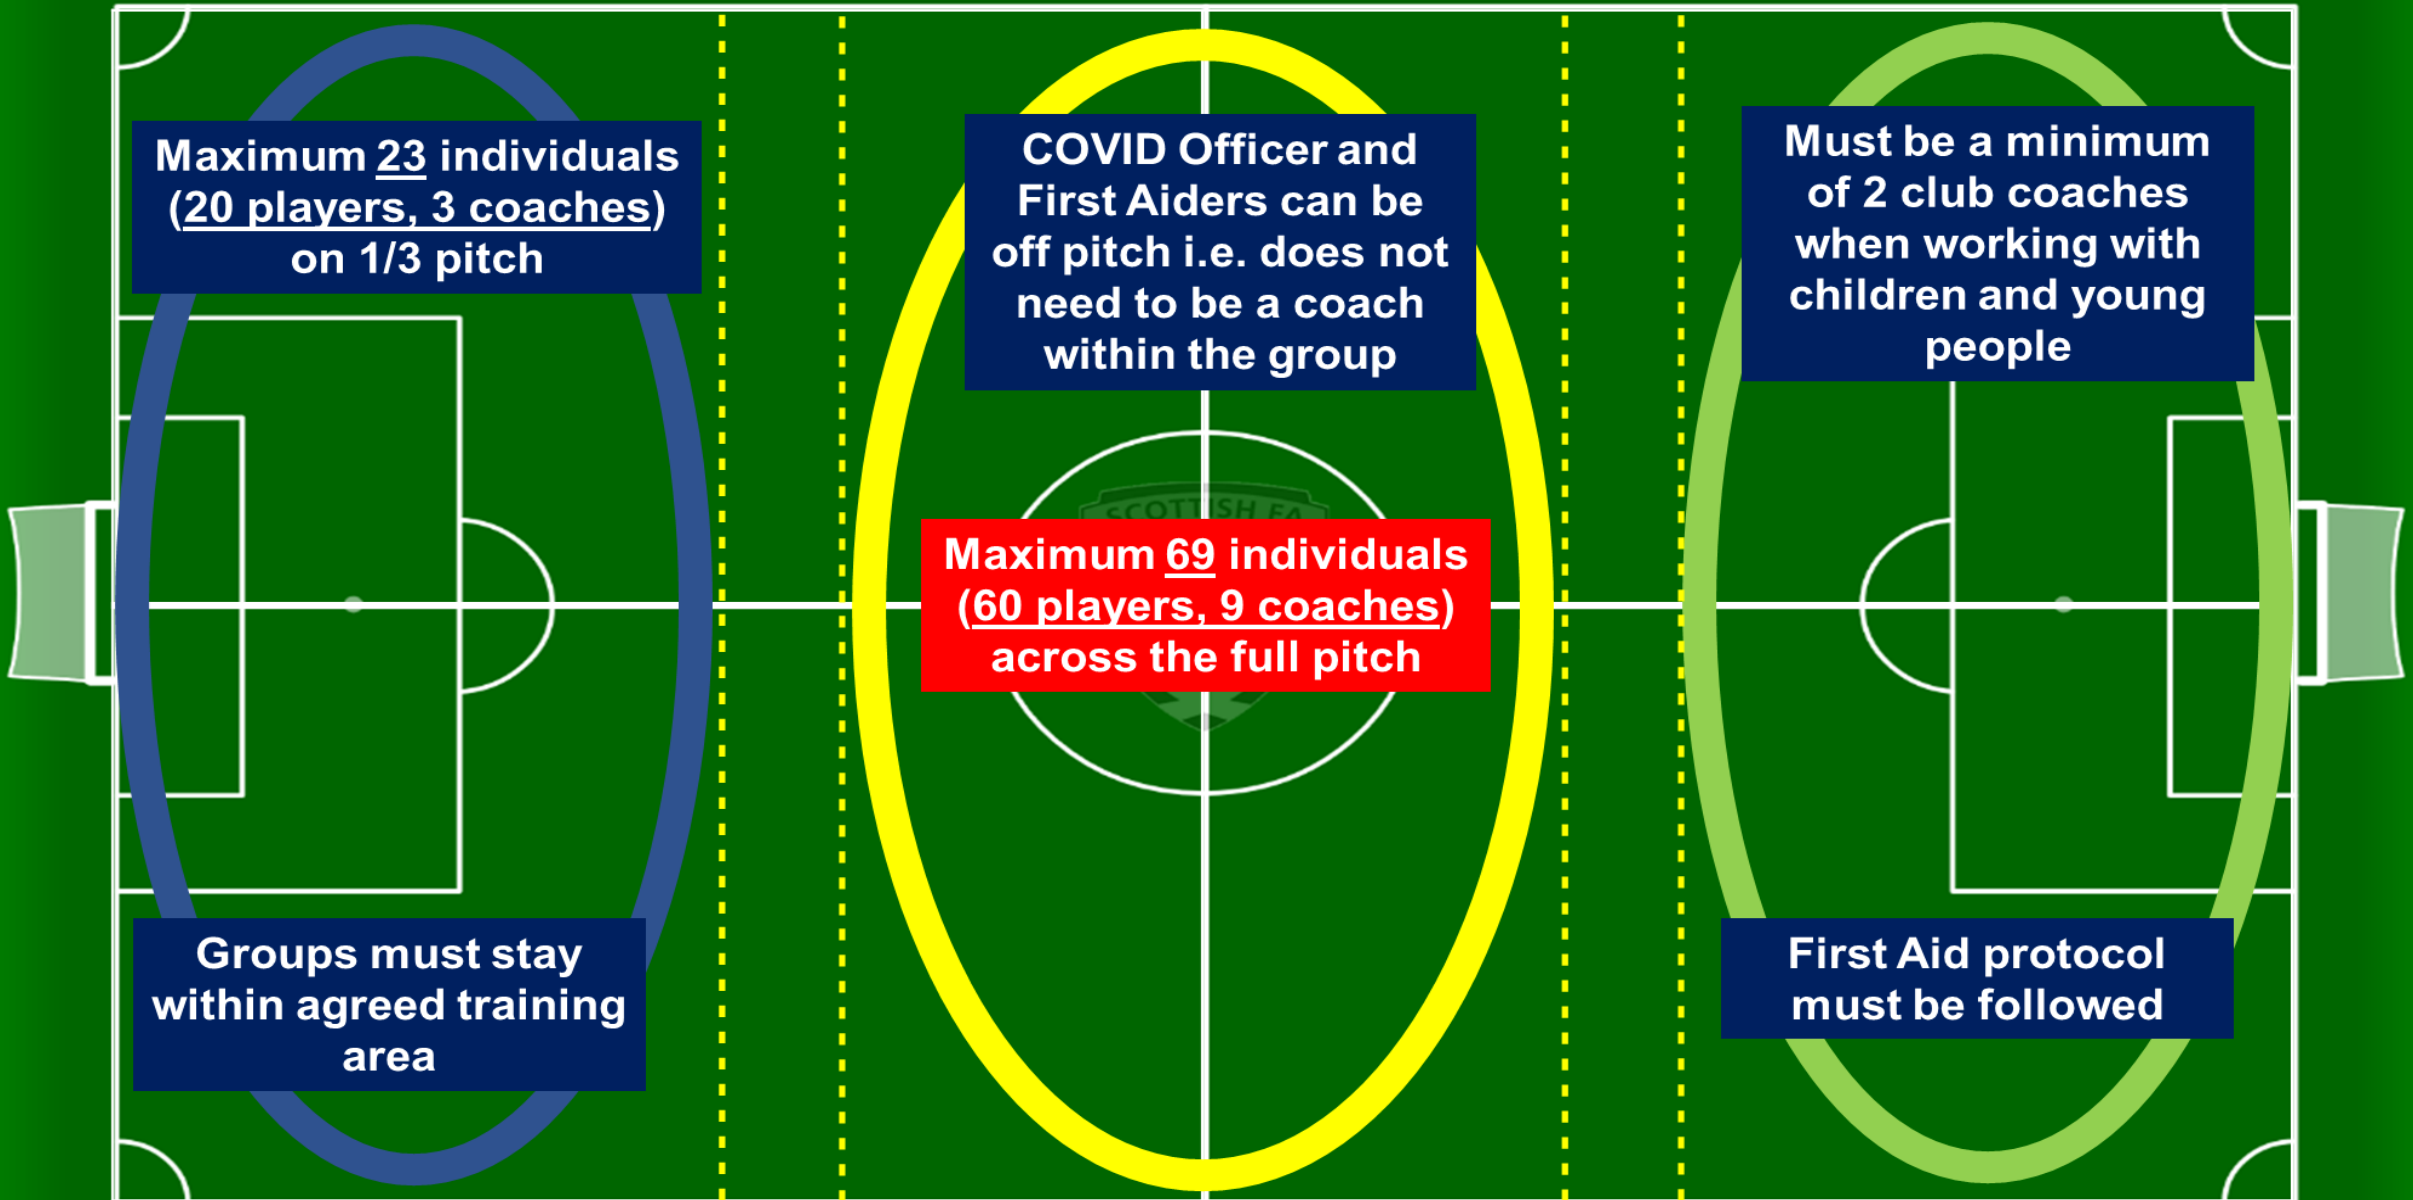 Maximum 23 individuals
(20 players, 3 coaches)
on 1/3 pitch
COVID Officer and
First Aiders can be
off pitch i.e. does not
need to be a coach
within the group
Must be a minimum
of 2 club coaches
when working with
children and young
people
SCOTTISH FA
Maximum 69 individuals
(60 players, 9 coaches)
across the full pitch
Groups must stay
within agreed training
area
First Aid protocol
must be followed